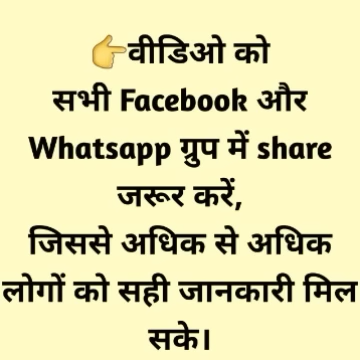 👉वीडिओ को
सभी Facebook और
Whatsapp ग्रुप में share
जरूर करें,
जिससे अधिक से अधिक
लोगों को सही जानकारी मिल
सके।